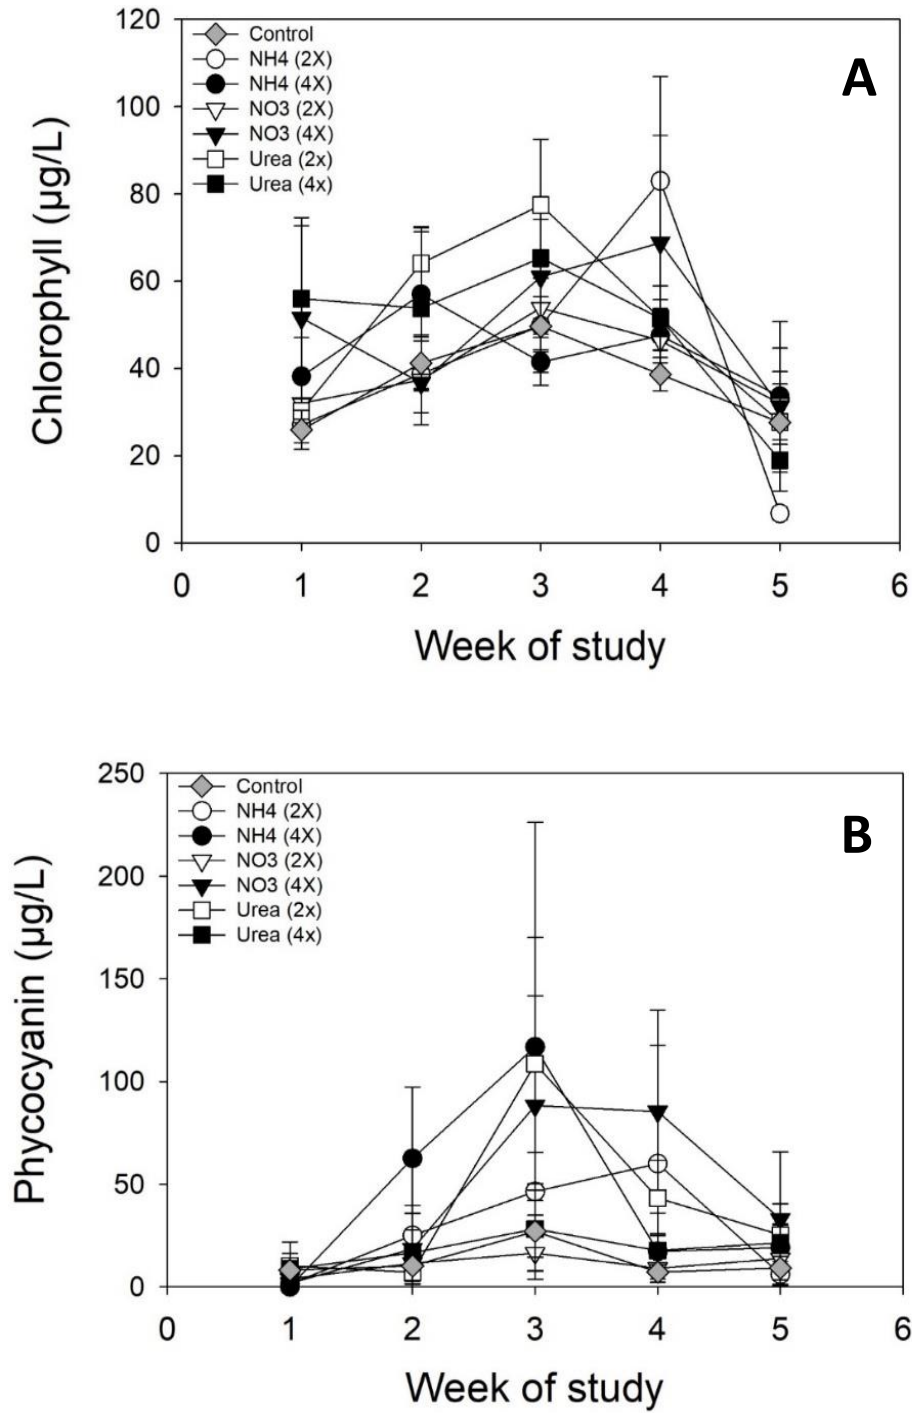 120
100
80
60
40
20
0
Chlorophyll (µg/L)
Control
NH4 (2X)
NH4 (4X)
NO3 (2X)
NO3 (4X)
Urea (2x)
Urea (4x)
A
0 1 2 3 4 5 6
Week of study
250
200
150
100
50
0
Phycocyanin (µg/L)
Control
NH4 (2X)
NH4 (4X)
NO3 (2X)
NO3 (4X)
Urea (2x)
Urea (4x)
B
0 1 2 3 4 5 6
Week of study